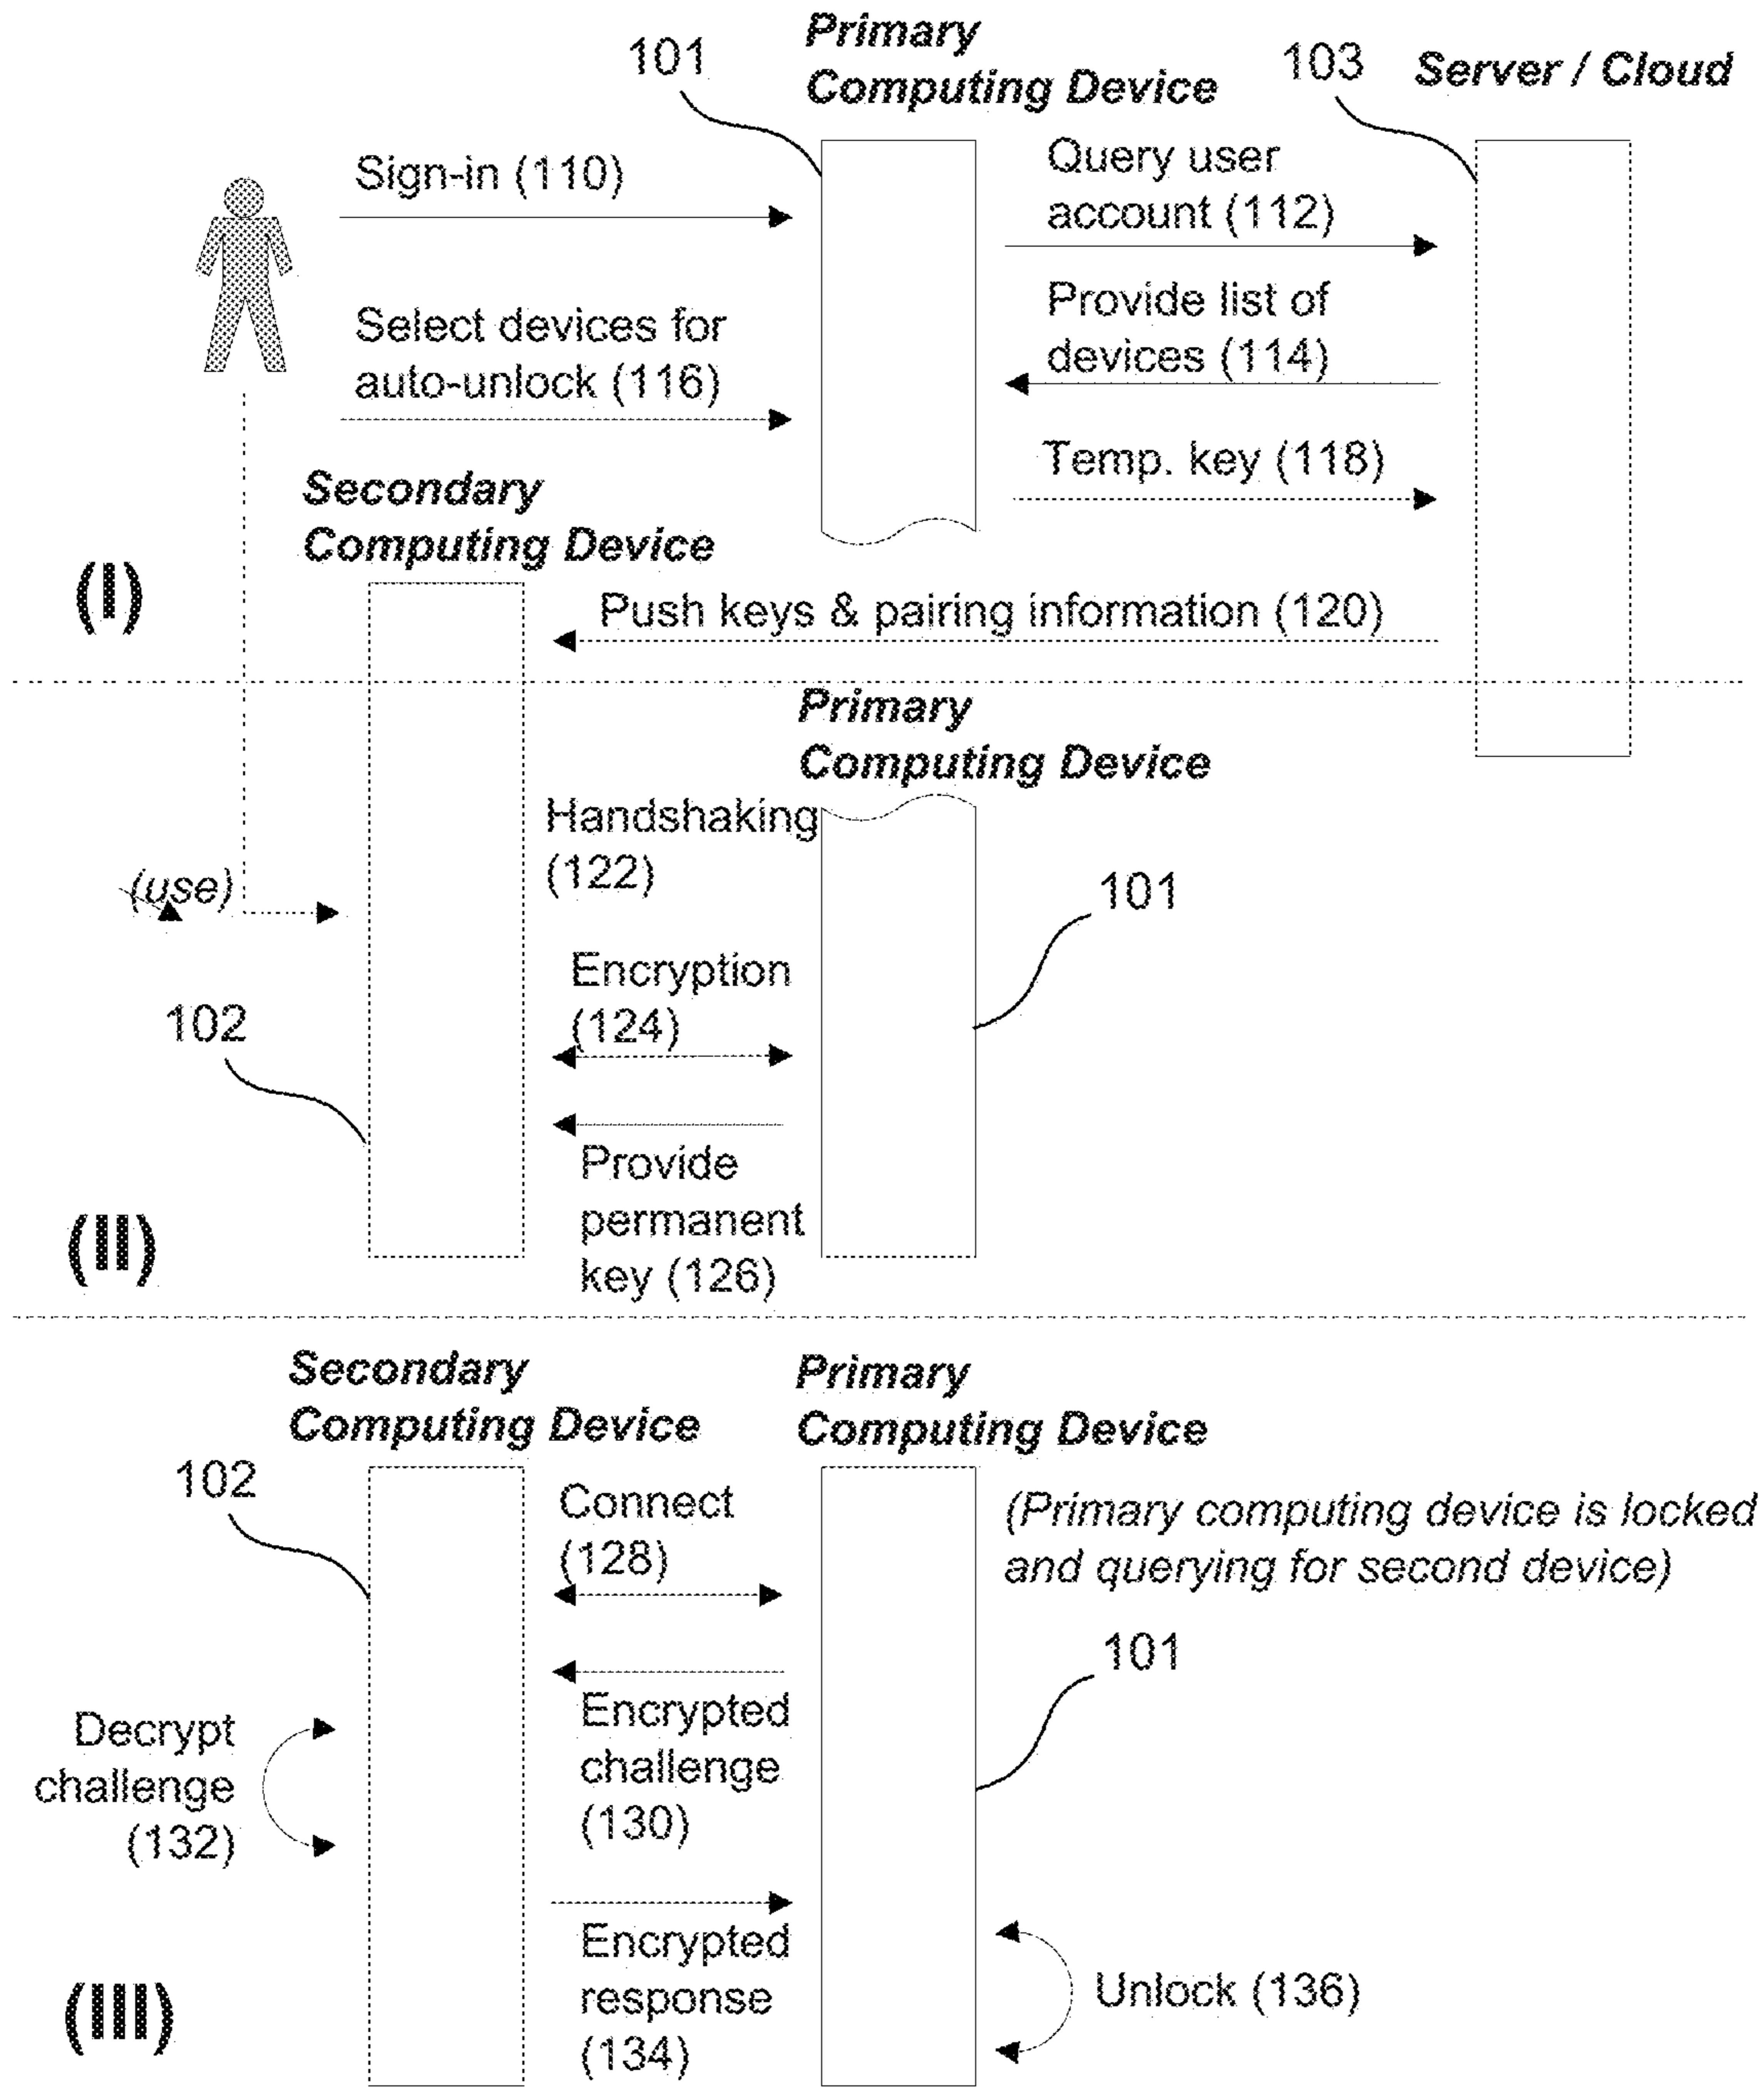 Primary
Computing Device
101
103
Server / Cloud
Sign-in (110)
Query user
account (112)
Provide list of
devices (114)
Select devices for
auto-unlock (116)
Temp. key (118)
Secondary
Computing Device
(I)
Push keys & pairing information (120)
Primary
Computing Device
Handshaking
(122)
(use)
101
Encryption
(124)
102
Provide
permanent
key (126)
(II)
Secondary
Computing Device
Primary
Computing Device
102
Connect
(128)
(Primary computing device is locked
and querying for second device)
101
Encrypted
challenge
(130)
Decrypt
challenge
(132)
Encrypted
response
(134)
Unlock (136)
(III)